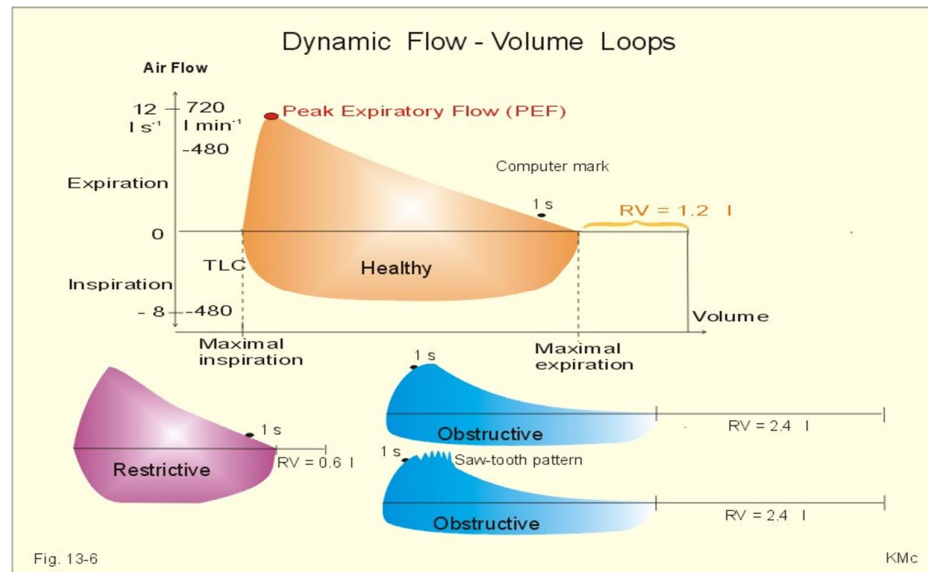 Dynamic Flow - Volume Loops
Air Flow
12 720
l s⁻¹ l min⁻¹
-480
Peak Expiratory Flow (PEF)
Computer mark
Expiration
1 s
RV = 1.2 l
0
TLC
Healthy
Inspiration
- 8 -480
Volume
Maximal
inspiration
Maximal
expiration
1 s
Restrictive
RV = 0.6 l
1 s
Obstructive
RV = 2.4 l
1 s
Saw-tooth pattern
Obstructive
RV = 2.4 l
Fig. 13-6
KMc